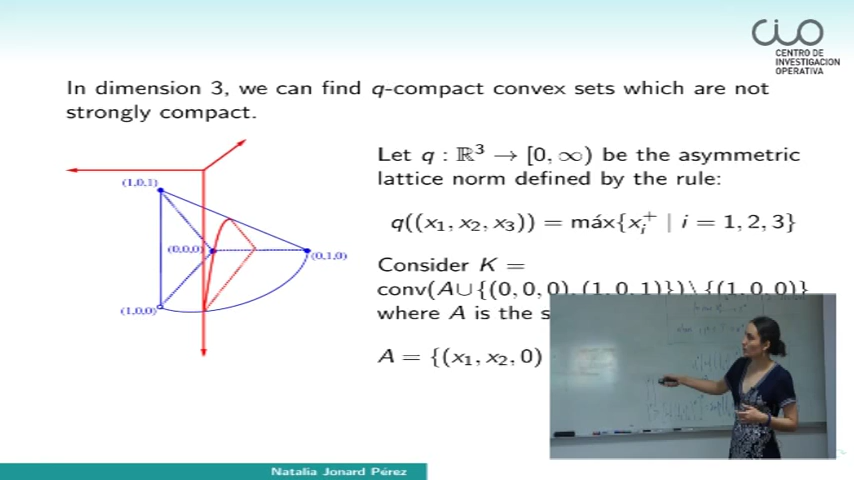 CENTRO DE
INVESTIGACION
OPERATIVA
In dimension 3, we can find q-compact convex sets which are not
strongly compact.
Let q : ℝ³ → [0, ∞) be the asymmetric
lattice norm defined by the rule:
q((x₁, x₂, x₃)) = máx{xᵢ⁺ | i = 1, 2, 3}
Consider K =
conv(A∪{(0, 0, 0), (1, 0, 1)})\{(1, 0, 0)}
where A is the
A = {(x₁, x₂, 0)
(1,0,1)
(0,0,0)
(0,1,0)
(1,0,0)
Natalia Jonard Pérez